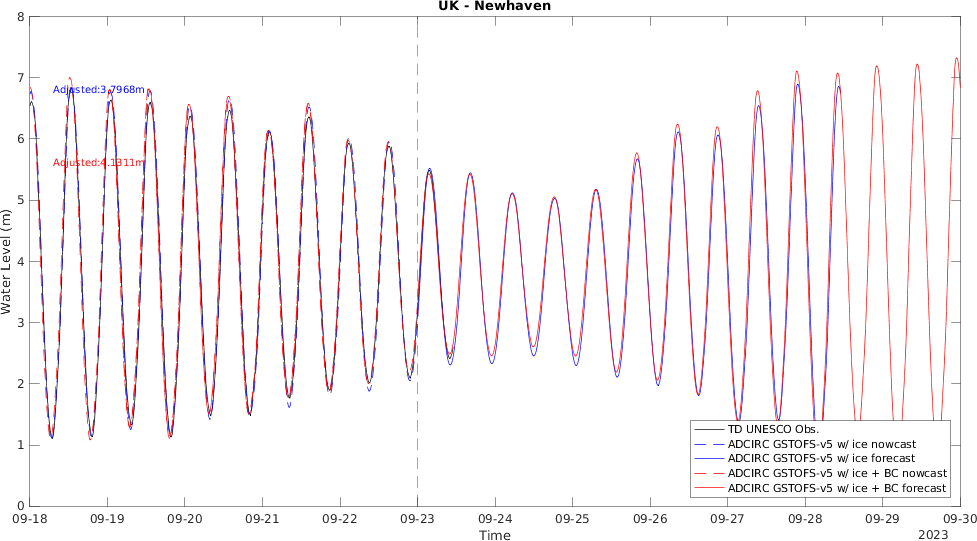 UK - Newhaven
8
7
6
5
4
3
2
1
0
Water Level (m)
Adjusted:3.7968m
Adjusted:4.1311m
TD UNESCO Obs.
ADCIRC GSTOFS-v5 w/ ice nowcast
ADCIRC GSTOFS-v5 w/ ice forecast
ADCIRC GSTOFS-v5 w/ ice + BC nowcast
ADCIRC GSTOFS-v5 w/ ice + BC forecast
09-18 09-19 09-20 09-21 09-22 09-23 09-24 09-25 09-26 09-27 09-28 09-29 09-30
Time
2023